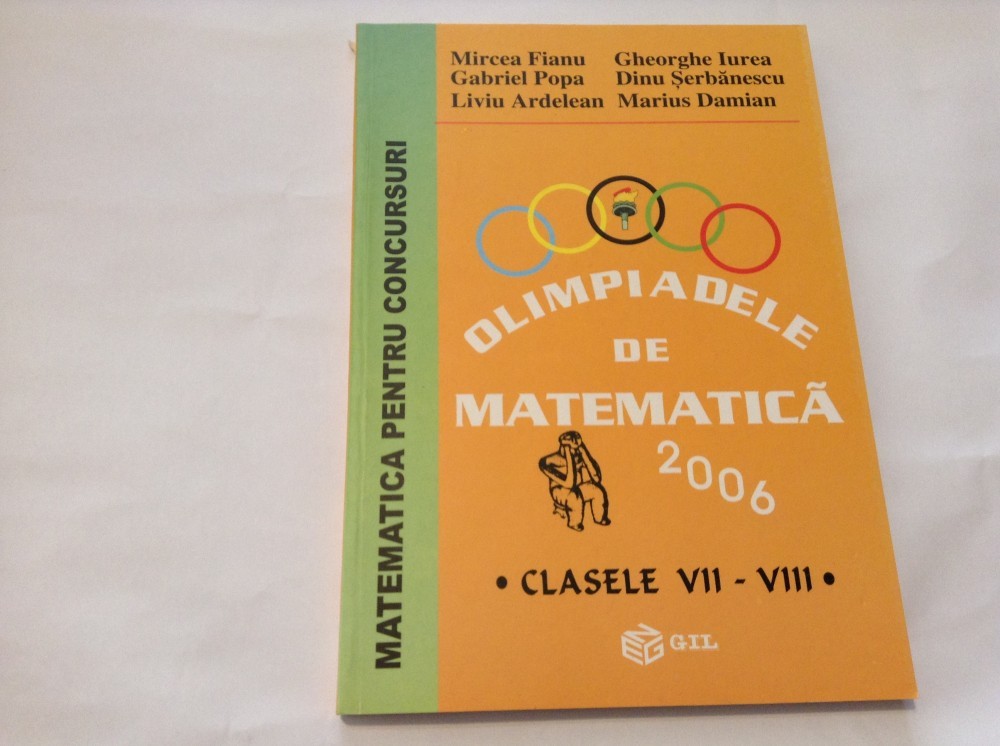 Mircea Fianu Gheorghe Iurea
Gabriel Popa Dinu Șerbănescu
Liviu Ardelean Marius Damian
MATEMATICA PENTRU CONCURSURI
OLIMPIADELE
DE
MATEMATICĂ
2006
• CLASELE VII - VIII •
GIL